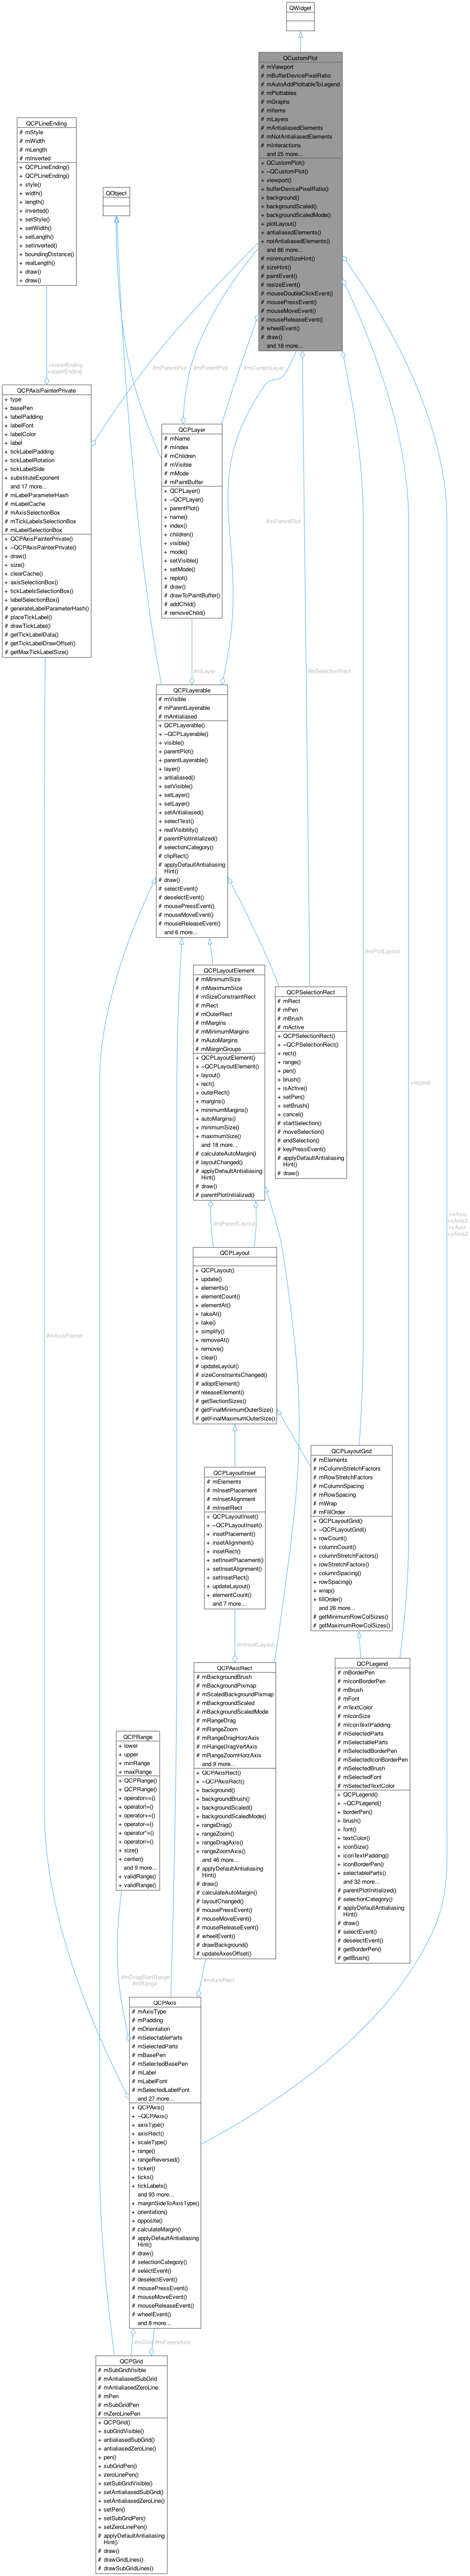 QWidget
QCustomPlot
# mViewport
# mBufferDevicePixelRatio
# mAutoAddPlottableToLegend
# mPlottables
# mGraphs
# mItems
# mLayers
# mAntialiasedElements
# mNotAntialiasedElements
# mInteractions
and 25 more...
+ QCustomPlot()
+ ~QCustomPlot()
+ viewport()
+ bufferDevicePixelRatio()
+ background()
+ backgroundScaled()
+ backgroundScaledMode()
+ plotLayout()
+ antialiasedElements()
+ notAntialiasedElements()
and 86 more...
# minimumSizeHint()
# sizeHint()
# paintEvent()
# resizeEvent()
# mouseDoubleClickEvent()
# mousePressEvent()
# mouseMoveEvent()
# mouseReleaseEvent()
# wheelEvent()
# draw()
and 18 more...
QCPLineEnding
# mStyle
# mWidth
# mLength
# mInverted
+ QCPLineEnding()
+ QCPLineEnding()
+ style()
+ width()
+ length()
+ inverted()
+ setStyle()
+ setWidth()
+ setLength()
+ setInverted()
+ boundingDistance()
+ realLength()
+ draw()
+ draw()
QObject
+lowerEnding
+upperEnding
#mParentPlot
#mParentPlot
#mCurrentLayer
QCPAxisPainterPrivate
+ type
+ basePen
+ labelPadding
+ labelFont
+ labelColor
+ label
+ tickLabelPadding
+ tickLabelRotation
+ tickLabelSide
+ substituteExponent
and 17 more...
# mLabelParameterHash
# mLabelCache
# mAxisSelectionBox
# mTickLabelsSelectionBox
# mLabelSelectionBox
+ QCPAxisPainterPrivate()
+ ~QCPAxisPainterPrivate()
+ draw()
+ size()
+ clearCache()
+ axisSelectionBox()
+ tickLabelsSelectionBox()
+ labelSelectionBox()
# generateLabelParameterHash()
# placeTickLabel()
# drawTickLabel()
# getTickLabelData()
# getTickLabelDrawOffset()
# getMaxTickLabelSize()
QCPLayer
# mName
# mIndex
# mChildren
# mVisible
# mMode
# mPaintBuffer
+ QCPLayer()
+ ~QCPLayer()
+ parentPlot()
+ name()
+ index()
+ children()
+ visible()
+ mode()
+ setVisible()
+ setMode()
+ replot()
# draw()
# drawToPaintBuffer()
# addChild()
# removeChild()
#mParentPlot
#mLayer
#mSelectionRect
QCPLayerable
# mVisible
# mParentLayerable
# mAntialiased
+ QCPLayerable()
+ ~QCPLayerable()
+ visible()
+ parentPlot()
+ parentLayerable()
+ layer()
+ antialiased()
+ setVisible()
+ setLayer()
+ setLayer()
+ setAntialiased()
+ selectTest()
+ realVisibility()
# parentPlotInitialized()
# selectionCategory()
# clipRect()
# applyDefaultAntialiasing
Hint()
# draw()
# selectEvent()
# deselectEvent()
# mousePressEvent()
# mouseMoveEvent()
# mouseReleaseEvent()
and 6 more...
#mPlotLayout
QCPLayoutElement
# mMinimumSize
# mMaximumSize
# mSizeConstraintRect
# mRect
# mOuterRect
# mMargins
# mMinimumMargins
# mAutoMargins
# mMarginGroups
+ QCPLayoutElement()
+ ~QCPLayoutElement()
+ layout()
+ rect()
+ outerRect()
+ margins()
+ minimumMargins()
+ autoMargins()
+ minimumSize()
+ maximumSize()
and 18 more...
# calculateAutoMargin()
# layoutChanged()
# applyDefaultAntialiasing
Hint()
# draw()
# parentPlotInitialized()
QCPSelectionRect
# mRect
# mPen
# mBrush
# mActive
+ QCPSelectionRect()
+ ~QCPSelectionRect()
+ rect()
+ range()
+ pen()
+ brush()
+ isActive()
+ setPen()
+ setBrush()
+ cancel()
# startSelection()
# moveSelection()
# endSelection()
# keyPressEvent()
# applyDefaultAntialiasing
Hint()
# draw()
+legend
+xAxis
+xAxis2
+yAxis
+yAxis2
#mParentLayout
QCPLayout
+ QCPLayout()
+ update()
+ elements()
+ elementCount()
+ elementAt()
+ takeAt()
+ take()
+ simplify()
+ removeAt()
+ remove()
+ clear()
# updateLayout()
# sizeConstraintsChanged()
# adoptElement()
# releaseElement()
# getSectionSizes()
# getFinalMinimumOuterSize()
# getFinalMaximumOuterSize()
#mAxisPainter
QCPLayoutInset
# mElements
# mInsetPlacement
# mInsetAlignment
# mInsetRect
+ QCPLayoutInset()
+ ~QCPLayoutInset()
+ insetPlacement()
+ insetAlignment()
+ insetRect()
+ setInsetPlacement()
+ setInsetAlignment()
+ setInsetRect()
+ updateLayout()
+ elementCount()
and 7 more...
QCPLayoutGrid
# mElements
# mColumnStretchFactors
# mRowStretchFactors
# mColumnSpacing
# mRowSpacing
# mWrap
# mFillOrder
+ QCPLayoutGrid()
+ ~QCPLayoutGrid()
+ rowCount()
+ columnCount()
+ columnStretchFactors()
+ rowStretchFactors()
+ columnSpacing()
+ rowSpacing()
+ wrap()
+ fillOrder()
and 26 more...
# getMinimumRowColSizes()
# getMaximumRowColSizes()
#mInsetLayout
QCPAxisRect
# mBackgroundBrush
# mBackgroundPixmap
# mScaledBackgroundPixmap
# mBackgroundScaled
# mBackgroundScaledMode
# mRangeDrag
# mRangeZoom
# mRangeDragHorzAxis
# mRangeDragVertAxis
# mRangeZoomHorzAxis
and 9 more...
+ QCPAxisRect()
+ ~QCPAxisRect()
+ background()
+ backgroundBrush()
+ backgroundScaled()
+ backgroundScaledMode()
+ rangeDrag()
+ rangeZoom()
+ rangeDragAxis()
+ rangeZoomAxis()
and 46 more...
# applyDefaultAntialiasing
Hint()
# draw()
# calculateAutoMargin()
# layoutChanged()
# mousePressEvent()
# mouseMoveEvent()
# mouseReleaseEvent()
# wheelEvent()
# drawBackground()
# updateAxesOffset()
QCPLegend
# mBorderPen
# mIconBorderPen
# mBrush
# mFont
# mTextColor
# mIconSize
# mIconTextPadding
# mSelectedParts
# mSelectableParts
# mSelectedBorderPen
# mSelectedIconBorderPen
# mSelectedBrush
# mSelectedFont
# mSelectedTextColor
+ QCPLegend()
+ ~QCPLegend()
+ borderPen()
+ brush()
+ font()
+ textColor()
+ iconSize()
+ iconTextPadding()
+ iconBorderPen()
+ selectableParts()
and 32 more...
# parentPlotInitialized()
# selectionCategory()
# applyDefaultAntialiasing
Hint()
# draw()
# selectEvent()
# deselectEvent()
# getBorderPen()
# getBrush()
QCPRange
+ lower
+ upper
+ minRange
+ maxRange
+ QCPRange()
+ QCPRange()
+ operator==()
+ operator!=()
+ operator+=()
+ operator-=()
+ operator*=()
+ operator/=()
+ size()
+ center()
and 9 more...
+ validRange()
+ validRange()
#mDragStartRange
#mRange
#mAxisRect
QCPAxis
# mAxisType
# mPadding
# mOrientation
# mSelectableParts
# mSelectedParts
# mBasePen
# mSelectedBasePen
# mLabel
# mLabelFont
# mSelectedLabelFont
and 27 more...
+ QCPAxis()
+ ~QCPAxis()
+ axisType()
+ axisRect()
+ scaleType()
+ range()
+ rangeReversed()
+ ticker()
+ ticks()
+ tickLabels()
and 93 more...
+ marginSideToAxisType()
+ orientation()
+ opposite()
# calculateMargin()
# applyDefaultAntialiasing
Hint()
# draw()
# selectionCategory()
# selectEvent()
# deselectEvent()
# mousePressEvent()
# mouseMoveEvent()
# mouseReleaseEvent()
# wheelEvent()
and 8 more...
#mGrid
#mParentAxis
QCPGrid
# mSubGridVisible
# mAntialiasedSubGrid
# mAntialiasedZeroLine
# mPen
# mSubGridPen
# mZeroLinePen
+ QCPGrid()
+ subGridVisible()
+ antialiasedSubGrid()
+ antialiasedZeroLine()
+ pen()
+ subGridPen()
+ zeroLinePen()
+ setSubGridVisible()
+ setAntialiasedSubGrid()
+ setAntialiasedZeroLine()
+ setPen()
+ setSubGridPen()
+ setZeroLinePen()
# applyDefaultAntialiasing
Hint()
# draw()
# drawGridLines()
# drawSubGridLines()